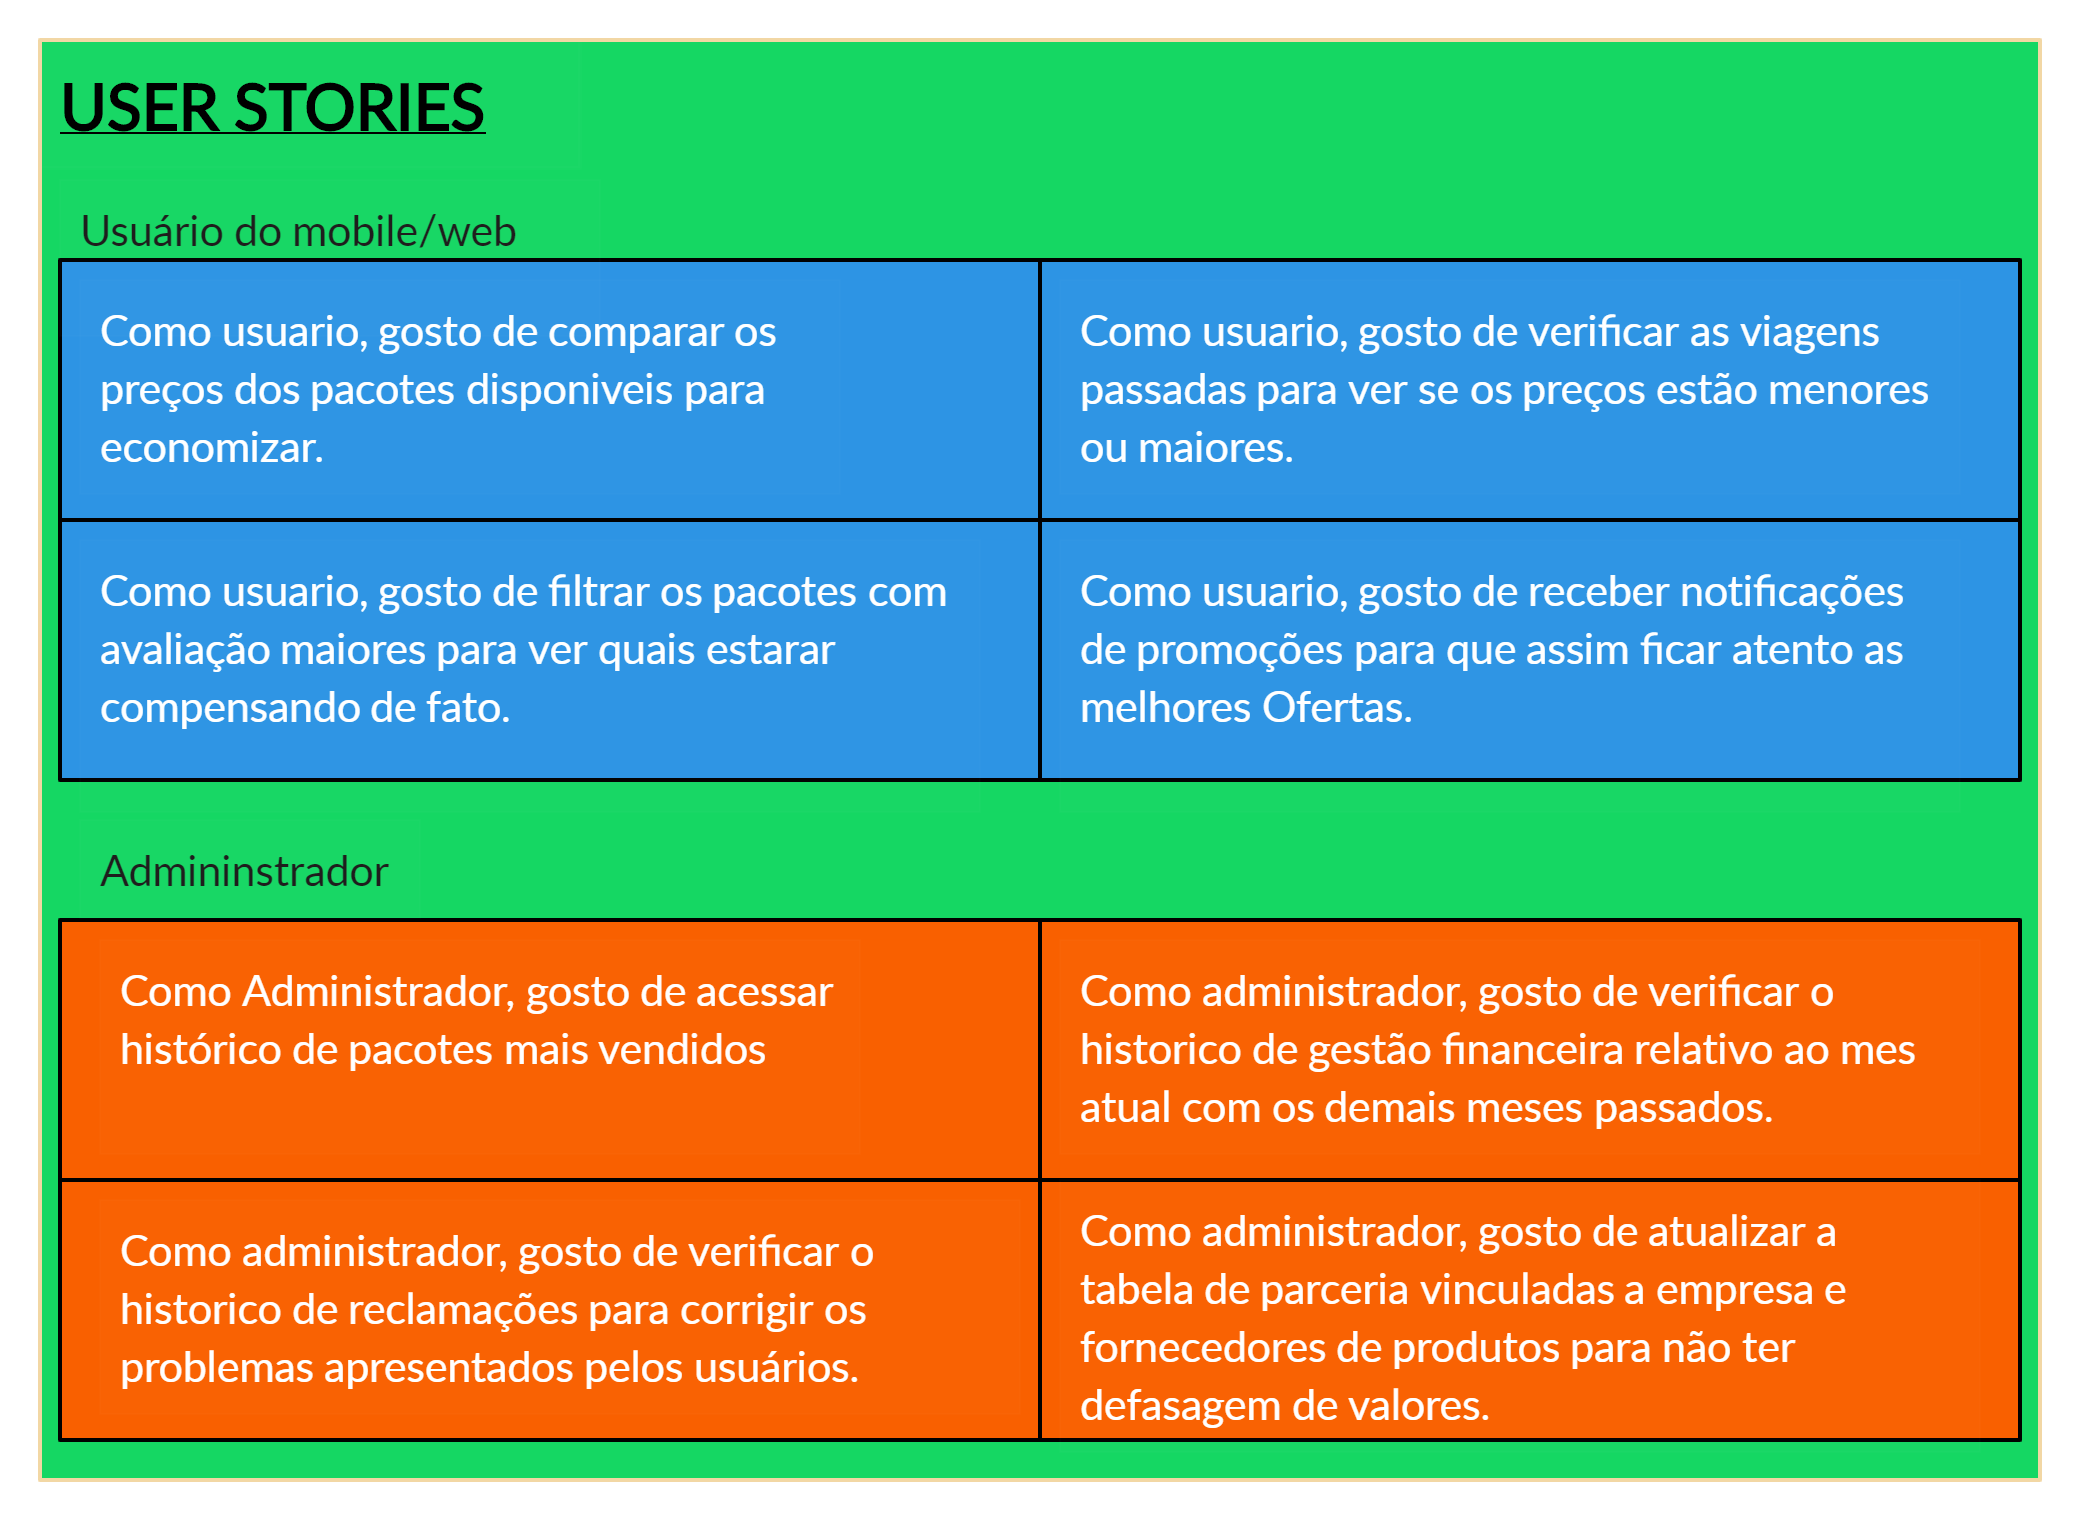 USER STORIES
Usuário do mobile/web
Como usuario, gosto de comparar os
preços dos pacotes disponiveis para
economizar.
Como usuario, gosto de verificar as viagens
passadas para ver se os preços estão menores
ou maiores.
Como usuario, gosto de filtrar os pacotes com
avaliação maiores para ver quais estarar
compensando de fato.
Como usuario, gosto de receber notificações
de promoções para que assim ficar atento as
melhores Ofertas.
Admininstrador
Como Administrador, gosto de acessar
histórico de pacotes mais vendidos
Como administrador, gosto de verificar o
historico de gestão financeira relativo ao mes
atual com os demais meses passados.
Como administrador, gosto de verificar o
historico de reclamações para corrigir os
problemas apresentados pelos usuários.
Como administrador, gosto de atualizar a
tabela de parceria vinculadas a empresa e
fornecedores de produtos para não ter
defasagem de valores.